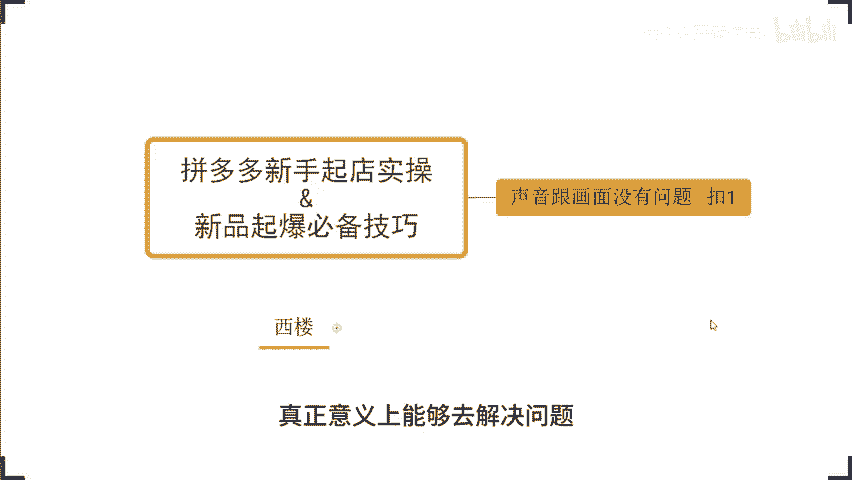 拼多多新手起店实操
&
新品起爆必备技巧
声音跟画面没有问题 扣1
西楼
真正意义上能够去解决问题
bilibili